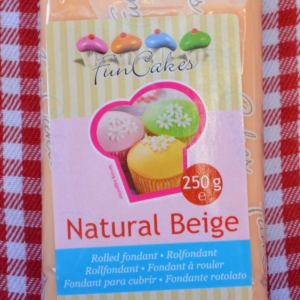 FunCakes
250 g
e
Natural Beige
Rolled fondant · Rolfondant
Rollfondant · Fondant à rouler
Fondant para cubrir · Fondante rotolato